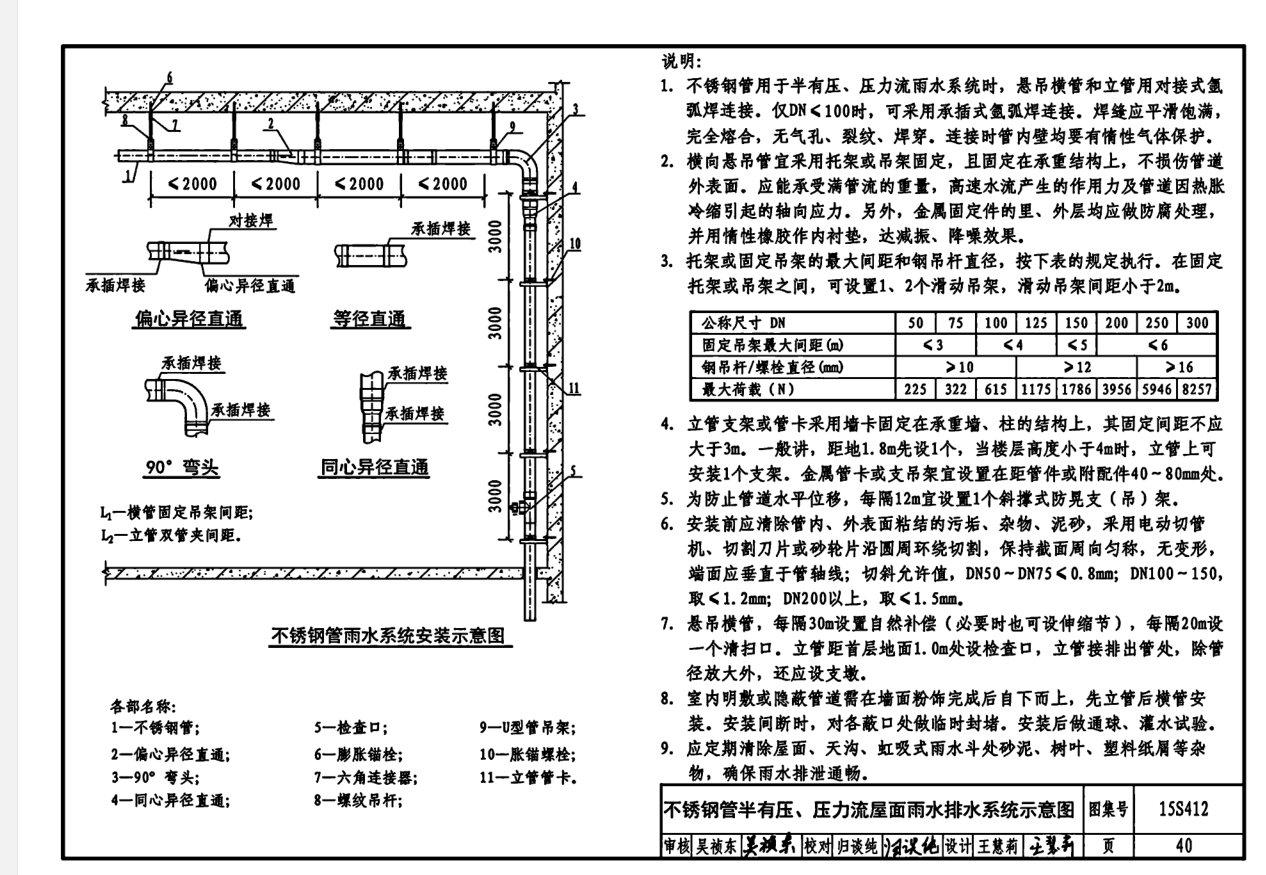 6
8
7
2
9
3
1
4
10
11
5
≤2000
≤2000
≤2000
≤2000
3000
3000
3000
3000
对接焊
承插焊接
偏心异径直通
偏心异径直通
承插焊接
等径直通
承插焊接
承插焊接
90° 弯头
承插焊接
承插焊接
同心异径直通
L₁—横管固定吊架间距;
L₂—立管双管夹间距.
不锈钢管雨水系统安装示意图
各部名称:
1—不锈钢管;
2—偏心异径直通;
3—90° 弯头;
4—同心异径直通;
5—检查口;
6—膨胀锚栓;
7—六角连接器;
8—螺纹吊杆;
9—U型管吊架;
10—胀锚螺栓;
11—立管管卡.
说明:
1. 不锈钢管用于半有压、压力流雨水系统时，悬吊横管和立管用对接式氩
弧焊连接。仅DN≤100时，可采用承插式氩弧焊连接。焊缝应平滑饱满，
完全熔合，无气孔、裂纹、焊穿。连接时管内壁均要有惰性气体保护。
2. 横向悬吊管宜采用托架或吊架固定，且固定在承重结构上，不损伤管道
外表面。应能承受满管流的重量，高速水流产生的作用力及管道因热胀
冷缩引起的轴向应力。另外，金属固定件的里、外层均应做防腐处理，
并用惰性橡胶作内衬垫，达减振、降噪效果。
3. 托架或固定吊架的最大间距和钢吊杆直径，按下表的规定执行。在固定
托架或吊架之间，可设置1、2个滑动吊架，滑动吊架间距小于2m。
公称尺寸 DN 50 75 100 125 150 200 250 300
固定吊架最大间距(m) ≤3 ≤4 ≤5 ≤6
钢吊杆/螺栓直径(mm) ≥10 ≥12 ≥16
最大荷载（N） 225 322 615 1175 1786 3956 5946 8257
4. 立管支架或管卡采用墙卡固定在承重墙、柱的结构上，其固定间距不应
大于3m。一般讲，距地1.8m先设1个，当楼层高度小于4m时，立管上可
安装1个支架。金属管卡或支吊架宜设置在距管件或附配件40~80mm处。
5. 为防止管道水平位移，每隔12m宜设置1个斜撑式防晃支（吊）架。
6. 安装前应清除管内、外表面粘结的污垢、杂物、泥砂，采用电动切管
机、切割刀片或砂轮片沿圆周环绕切割，保持截面周向匀称，无变形，
端面应垂直于管轴线；切斜允许值，DN50~DN75≤0.8mm；DN100~150，
取≤1.2mm；DN200以上，取≤1.5mm。
7. 悬吊横管，每隔30m设置自然补偿（必要时也可设伸缩节），每隔20m设
一个清扫口。立管距首层地面1.0m处设检查口，立管接排出管处，除管
径放大外，还应设支墩。
8. 室内明敷或隐蔽管道需在墙面粉饰完成后自下而上，先立管后横管安
装。安装间断时，对各敞口处做临时封堵。安装后做通球、灌水试验。
9. 应定期清除屋面、天沟、虹吸式雨水斗处砂泥、树叶、塑料纸屑等杂
物，确保雨水排泄通畅。
不锈钢管半有压、压力流屋面雨水排水系统示意图 图集号 15S412
审核 吴祯东 吴祯东 校对 归谈纯 归谈纯 设计 王慧莉 王慧莉 页 40